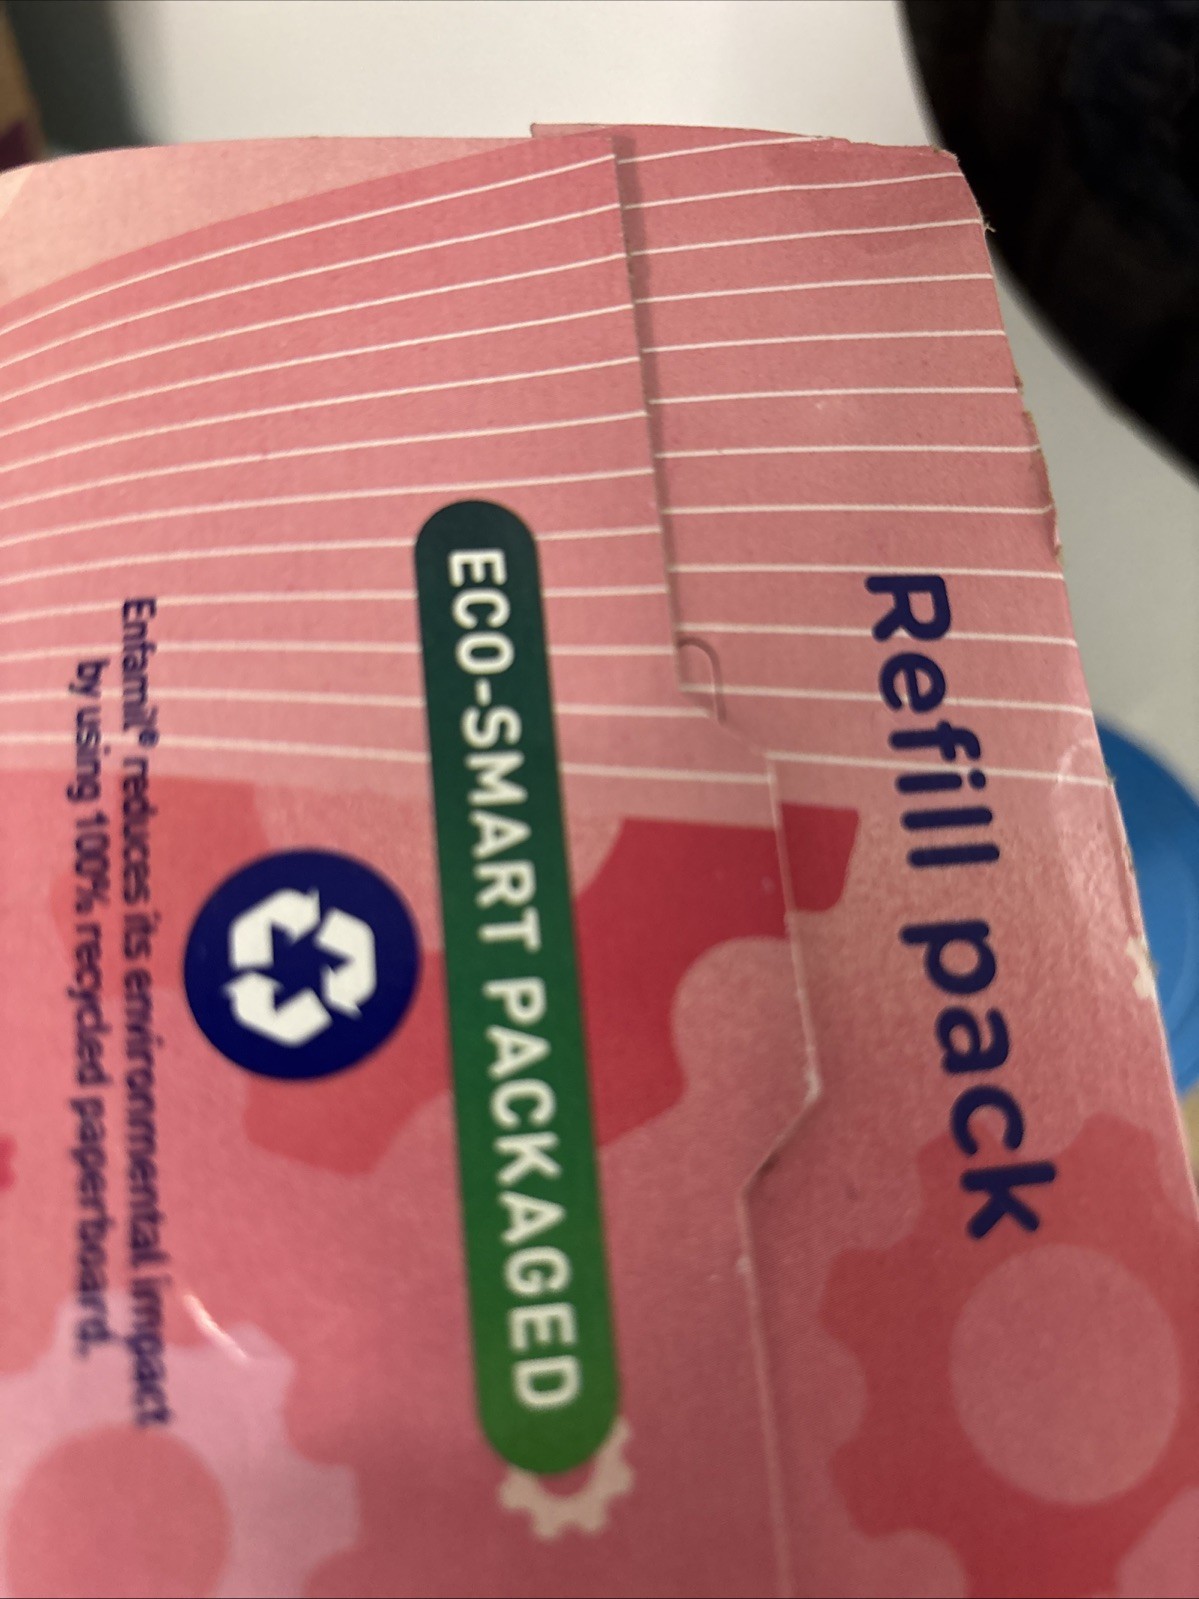 Refill pack
ECO-SMART PACKAGED
Enfamil® reduces its environmental impact
by using 100% recycled paperboard.